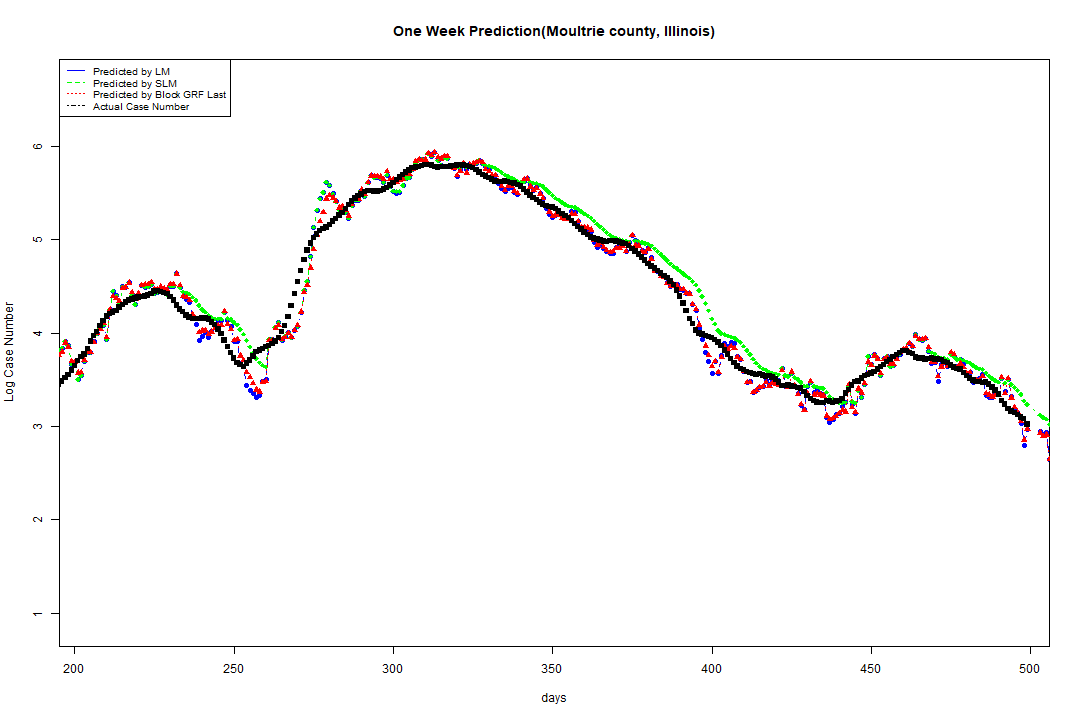 One Week Prediction(Moultrie county, Illinois)
Predicted by LM
Predicted by SLM
Predicted by Block GRF Last
Actual Case Number
Log Case Number
6
5
4
3
2
1
200 250 300 350 400 450 500
days